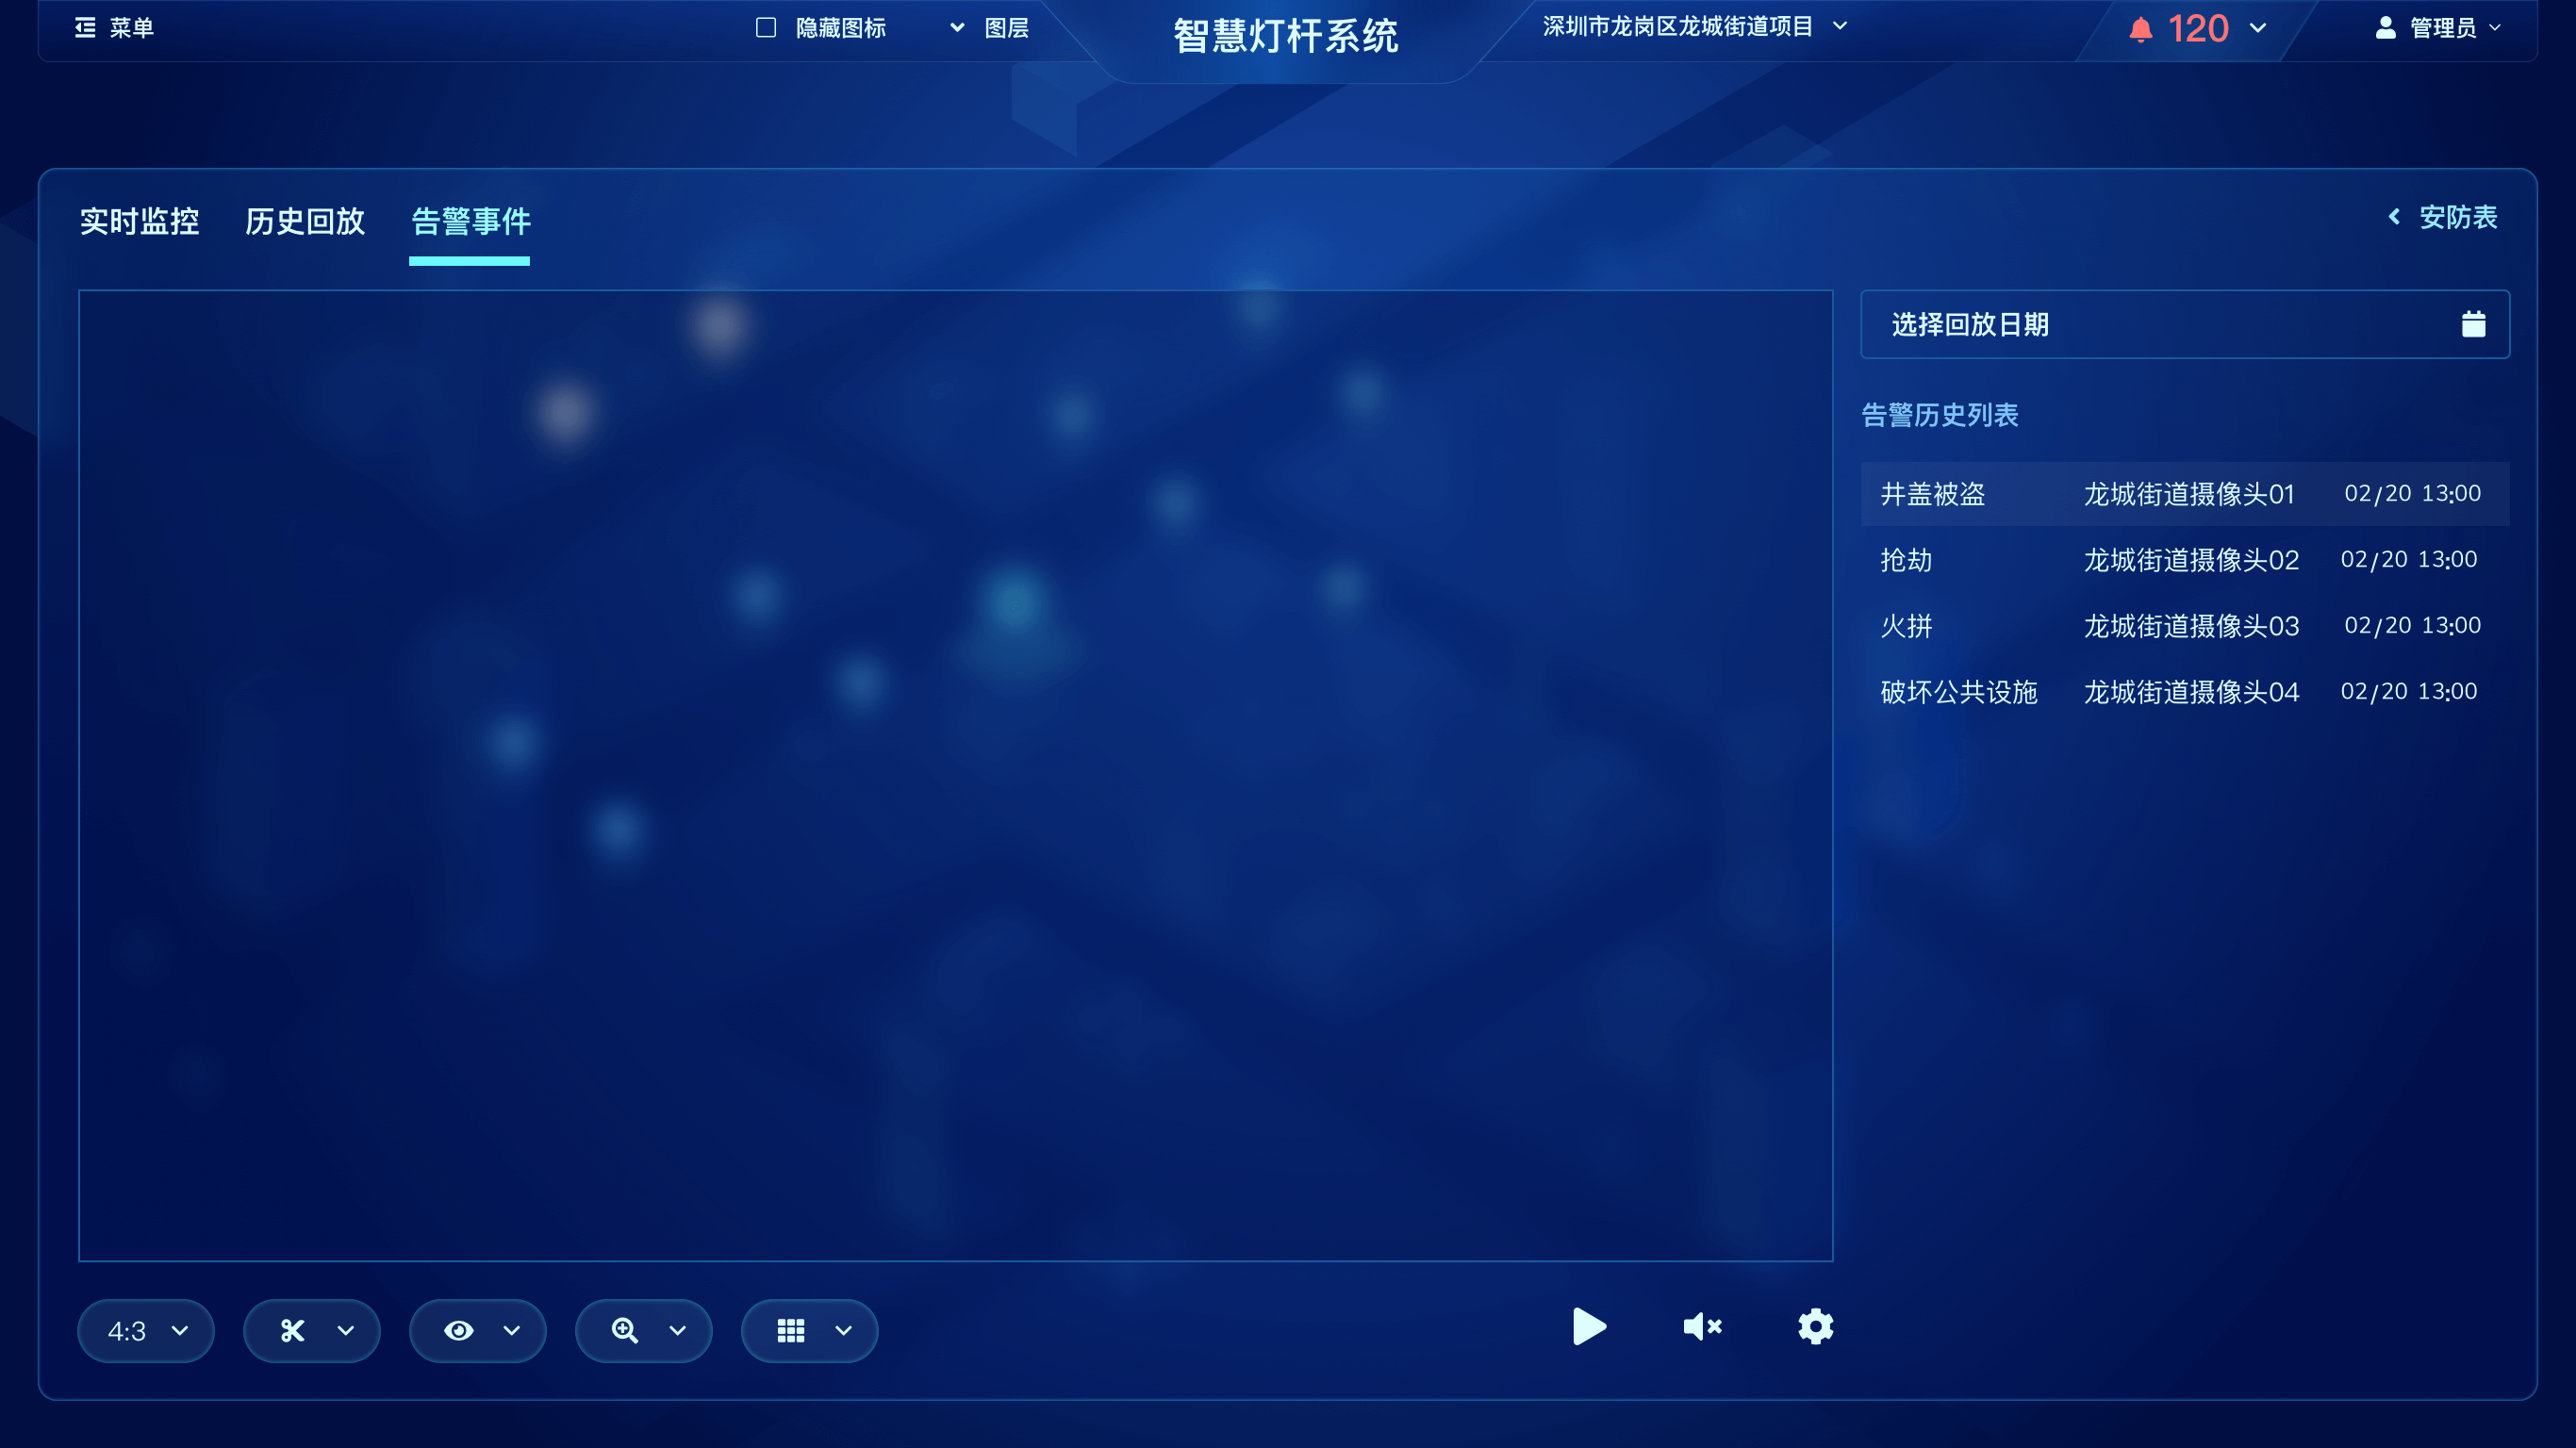 菜单
隐藏图标
图层
智慧灯杆系统
深圳市龙岗区龙城街道项目
120
管理员
实时监控
历史回放
告警事件
安防表
选择回放日期
告警历史列表
井盖被盗 龙城街道摄像头01 02/20 13:00
抢劫 龙城街道摄像头02 02/20 13:00
火拼 龙城街道摄像头03 02/20 13:00
破坏公共设施 龙城街道摄像头04 02/20 13:00
4:3